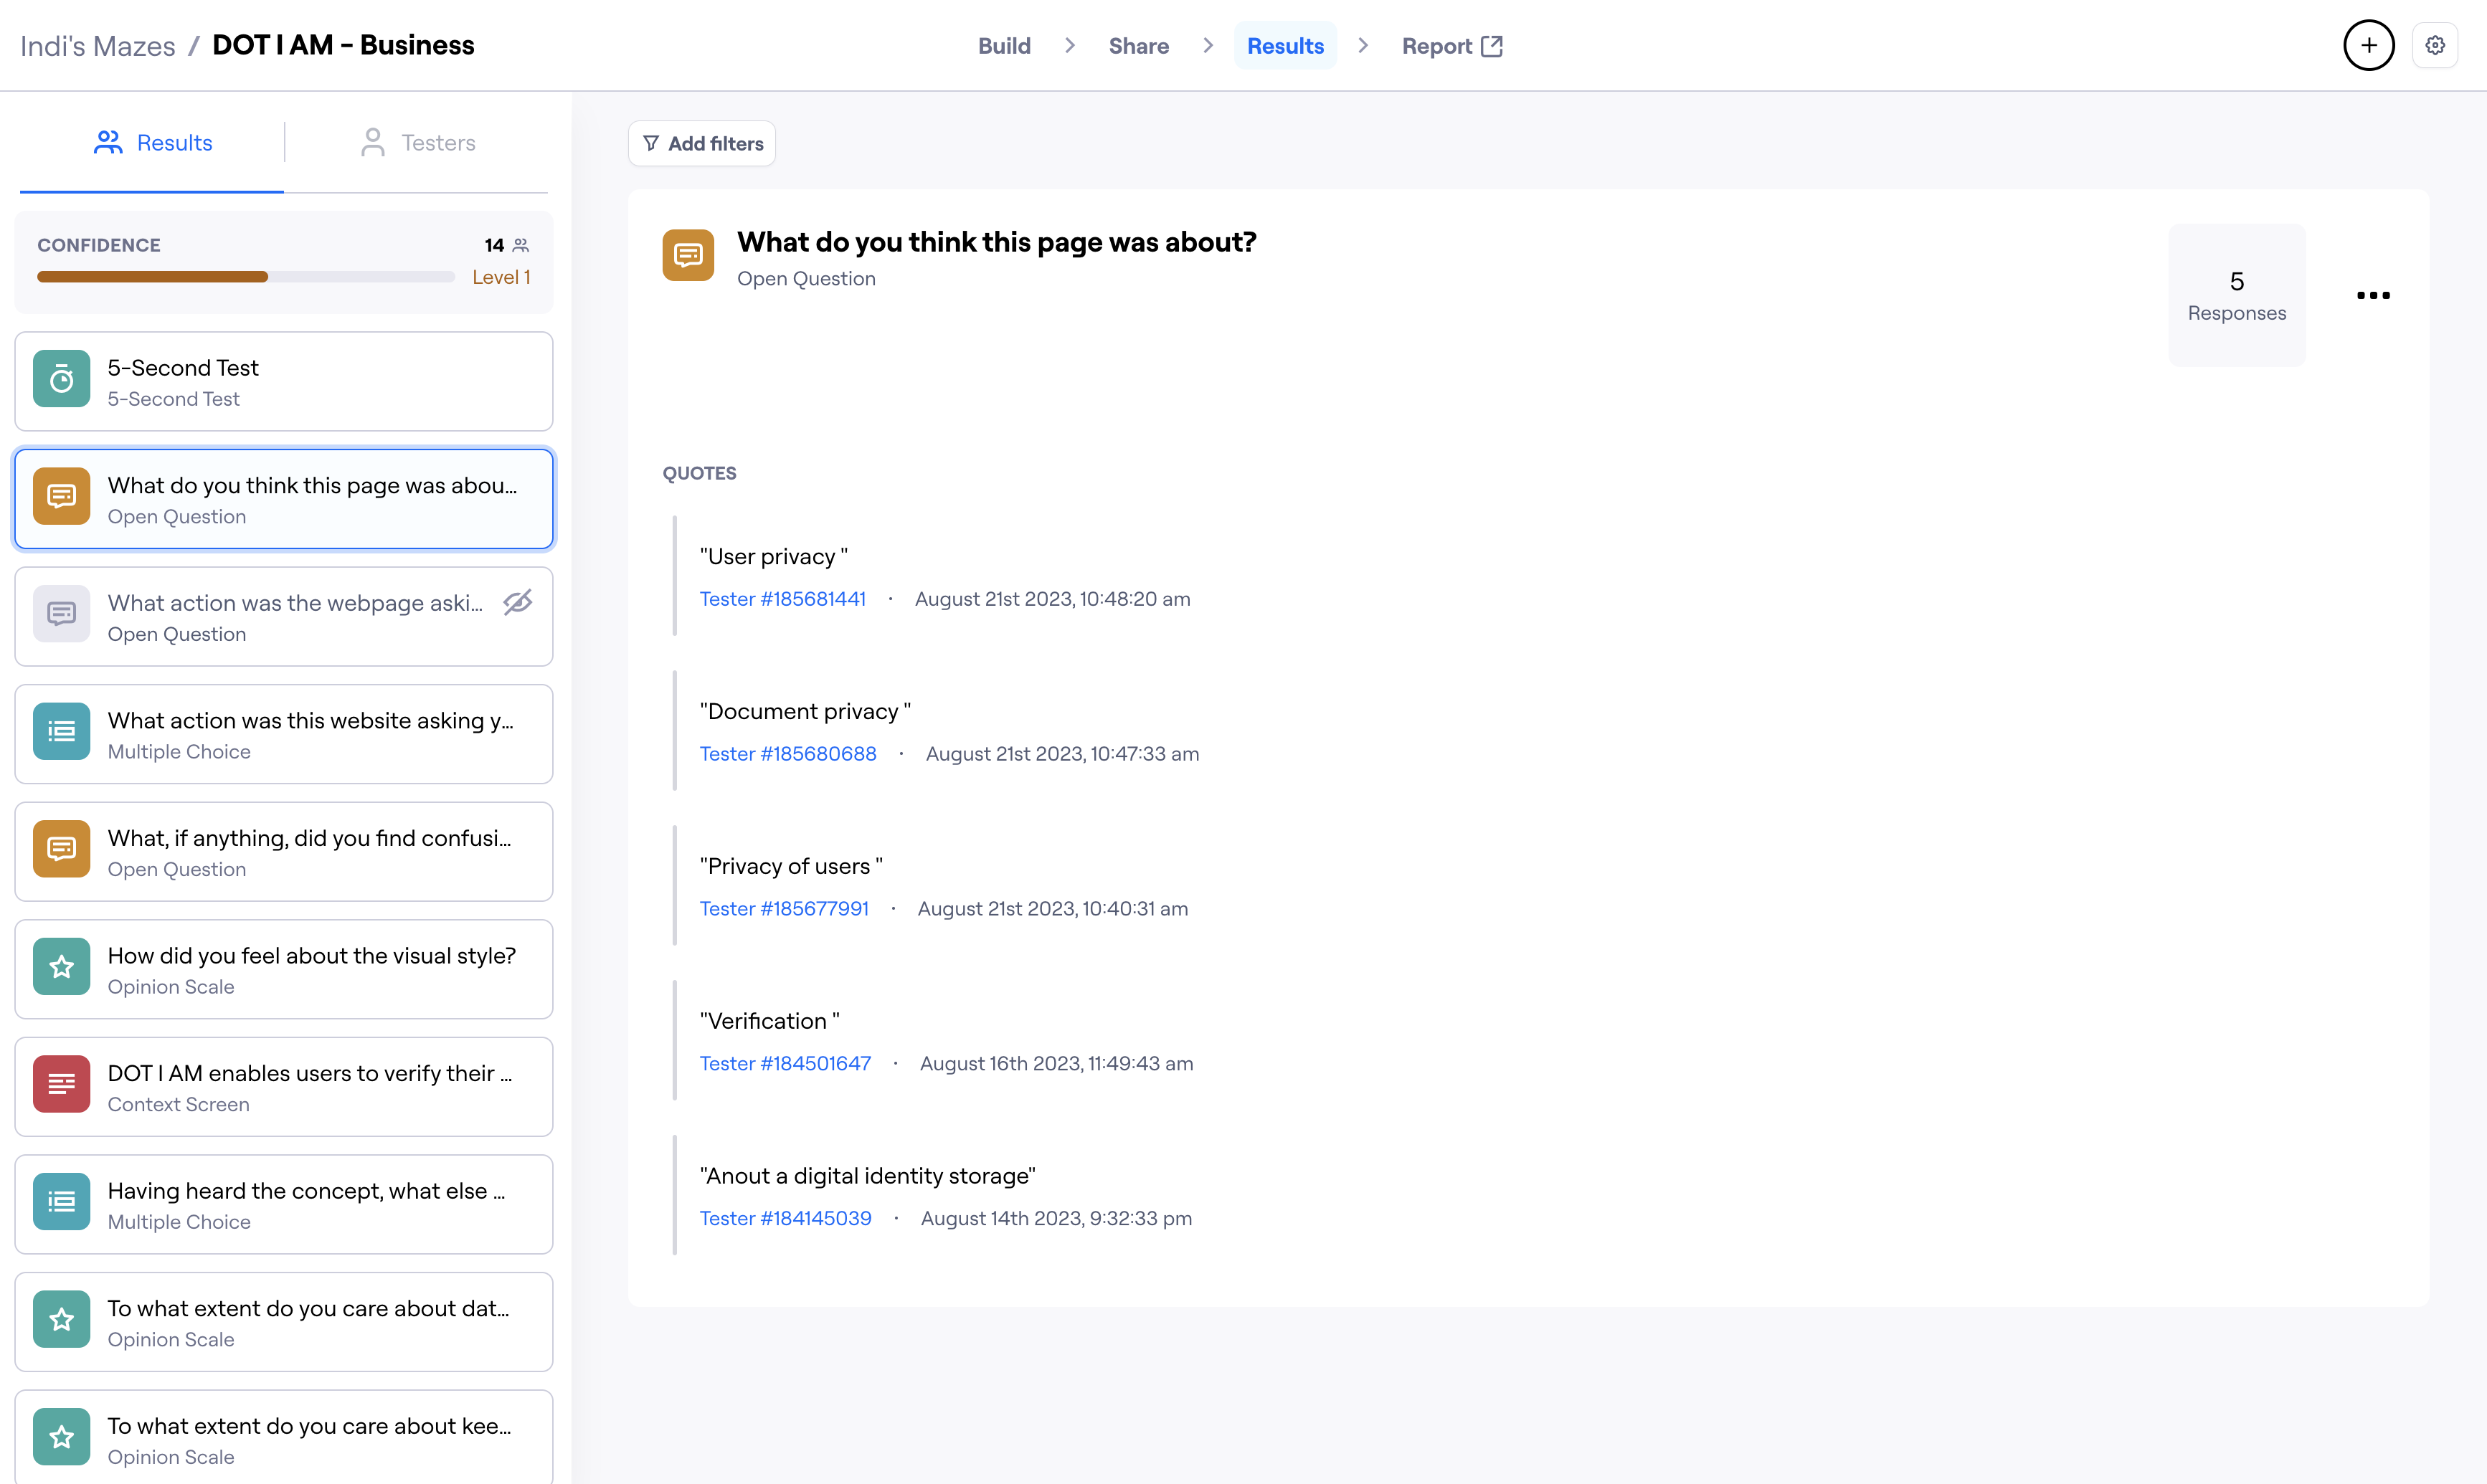 Indi's Mazes / DOT I AM - Business
Build
Share
Results
Report
Results
Testers
CONFIDENCE
14
Level 1
5-Second Test
5-Second Test
What do you think this page was abou...
Open Question
What action was the webpage aski...
Open Question
What action was this website asking y...
Multiple Choice
What, if anything, did you find confusi...
Open Question
How did you feel about the visual style?
Opinion Scale
DOT I AM enables users to verify their ...
Context Screen
Having heard the concept, what else ...
Multiple Choice
To what extent do you care about dat...
Opinion Scale
To what extent do you care about kee...
Opinion Scale
Add filters
What do you think this page was about?
Open Question
5
Responses
QUOTES
"User privacy "
Tester #185681441 · August 21st 2023, 10:48:20 am
"Document privacy "
Tester #185680688 · August 21st 2023, 10:47:33 am
"Privacy of users "
Tester #185677991 · August 21st 2023, 10:40:31 am
"Verification "
Tester #184501647 · August 16th 2023, 11:49:43 am
"Anout a digital identity storage"
Tester #184145039 · August 14th 2023, 9:32:33 pm